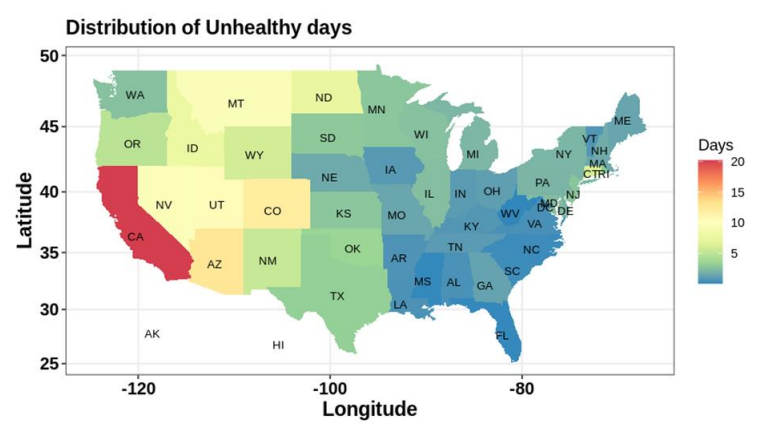 Distribution of Unhealthy days
50
45
40
35
30
25
Latitude
WA
MT
ND
MN
ME
OR
ID
WY
SD
WI
MI
NY
VT
NH
MA
CTRI
NV
UT
CO
NE
IA
IL
IN
OH
PA
NJ
MD
DC
DE
CA
AZ
NM
KS
OK
MO
KY
WV
VA
TX
AR
TN
NC
SC
LA
MS
AL
GA
FL
AK
HI
-120
-100
-80
Longitude
Days
20
15
10
5